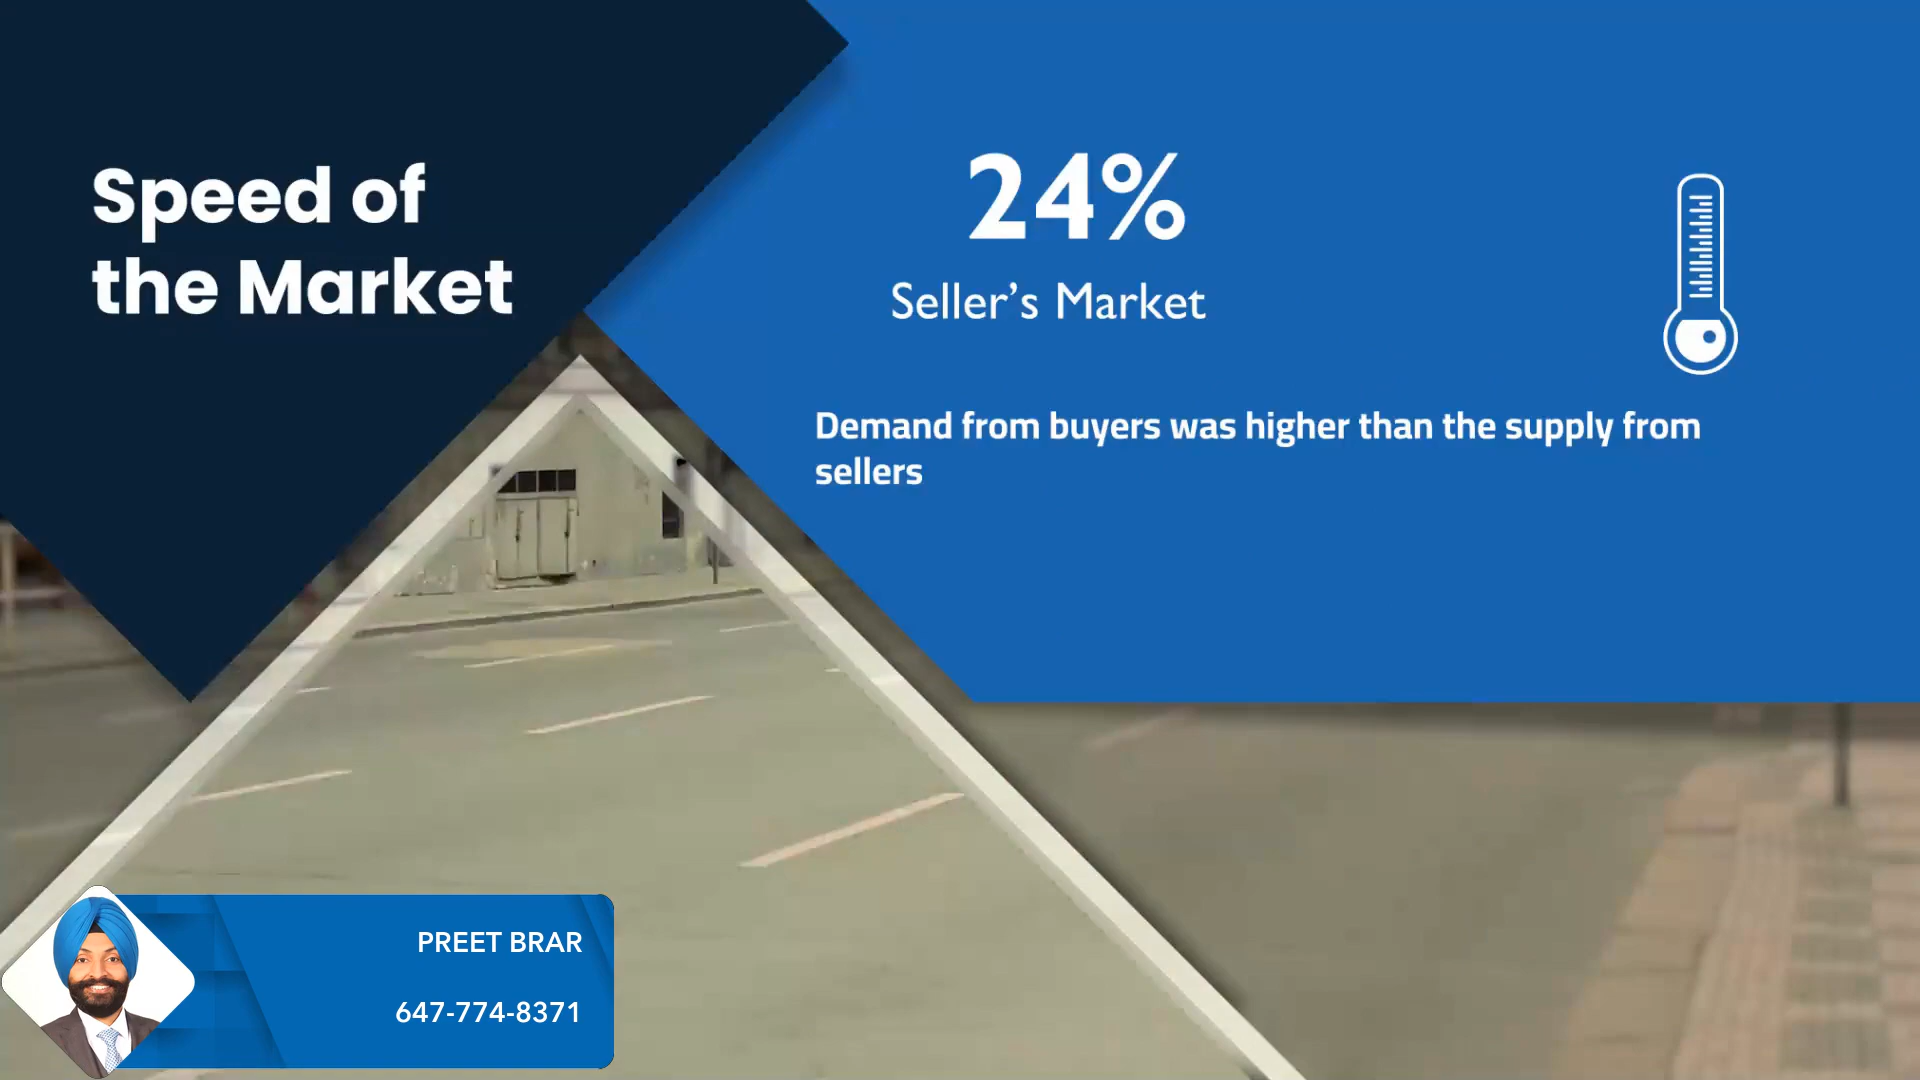 Speed of
the Market
24%
Seller's Market
Demand from buyers was higher than the supply from
sellers
PREET BRAR
647-774-8371